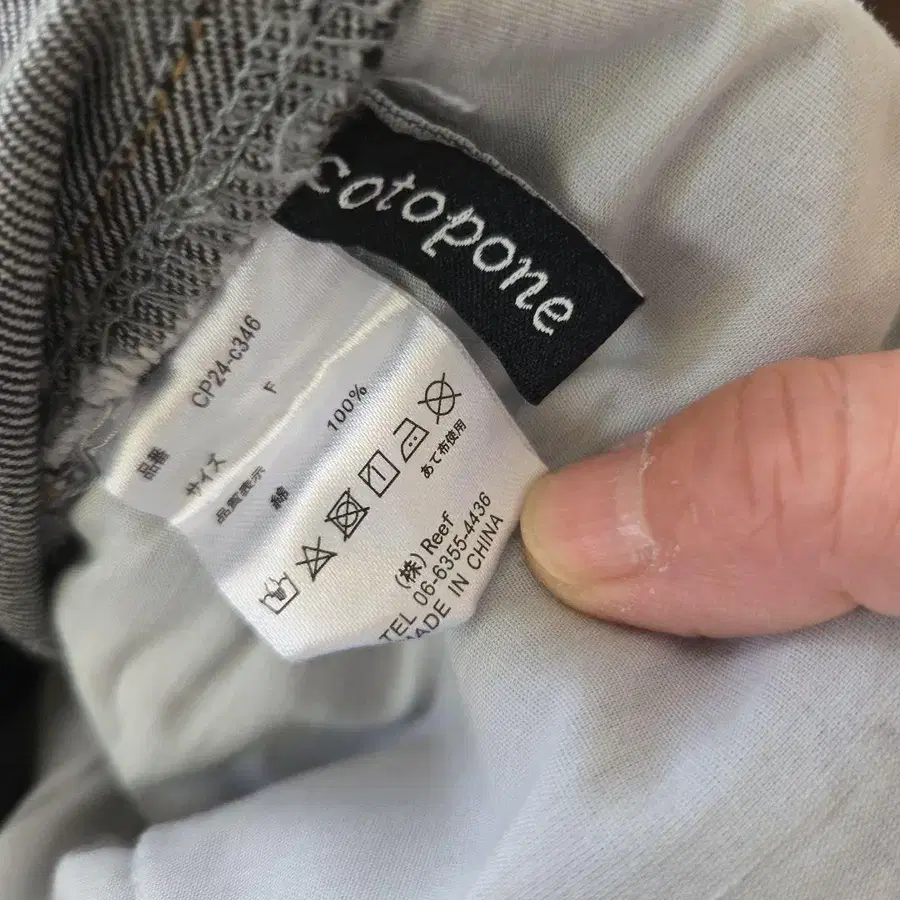 cotopone
品番 CP24-C346
サイズ F
品質表示
綿 100%
あて布使用
(株) Reef
TEL 06-6355-4436
MADE IN CHINA